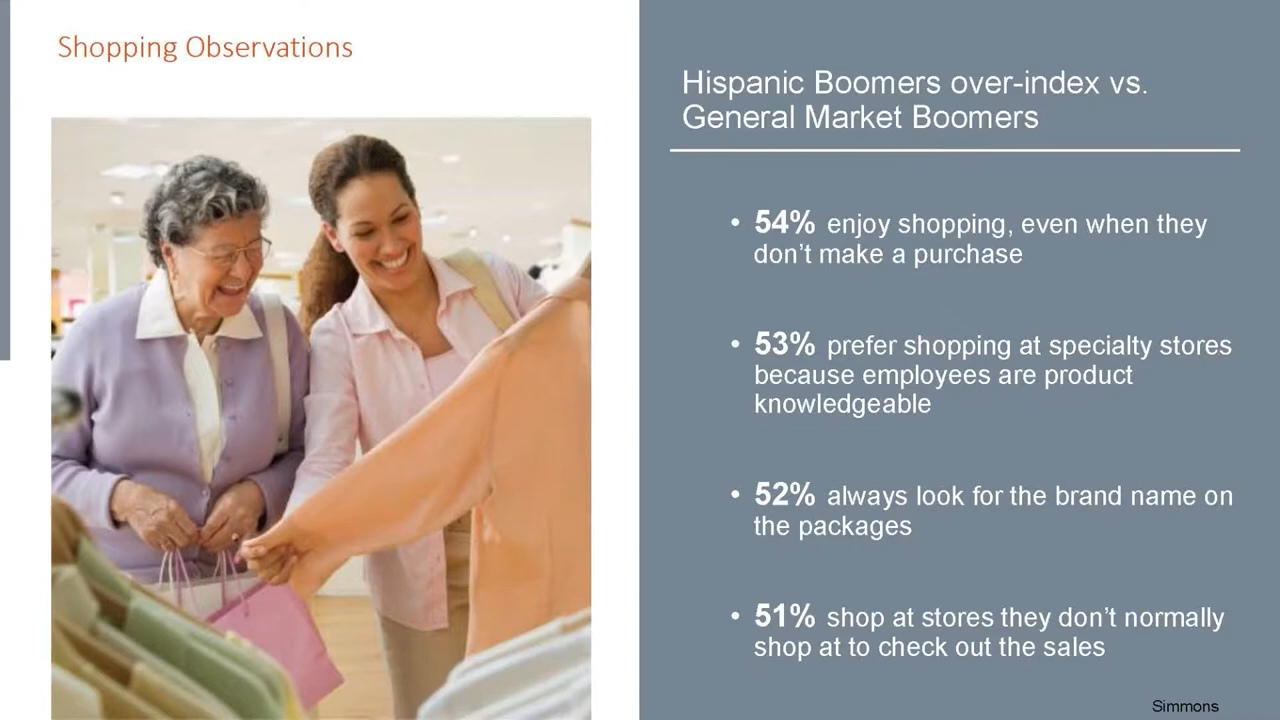 Shopping Observations
Hispanic Boomers over-index vs.
General Market Boomers
• 54% enjoy shopping, even when they
don’t make a purchase
• 53% prefer shopping at specialty stores
because employees are product
knowledgeable
• 52% always look for the brand name on
the packages
• 51% shop at stores they don’t normally
shop at to check out the sales
Simmons